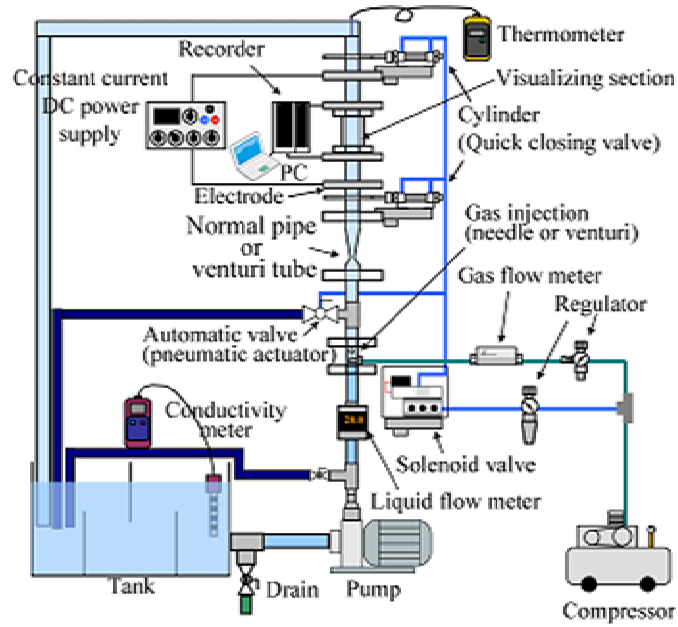 Thermometer
Recorder
Visualizing section
Constant current
DC power
supply
Cylinder
(Quick closing valve)
PC
Electrode
Gas injection
(needle or venturi)
Normal pipe
or
venturi tube
Gas flow meter
Regulator
Automatic valve
(pneumatic actuator)
Conductivity
meter
20.0
Solenoid valve
Liquid flow meter
Tank
Drain
Pump
Compressor